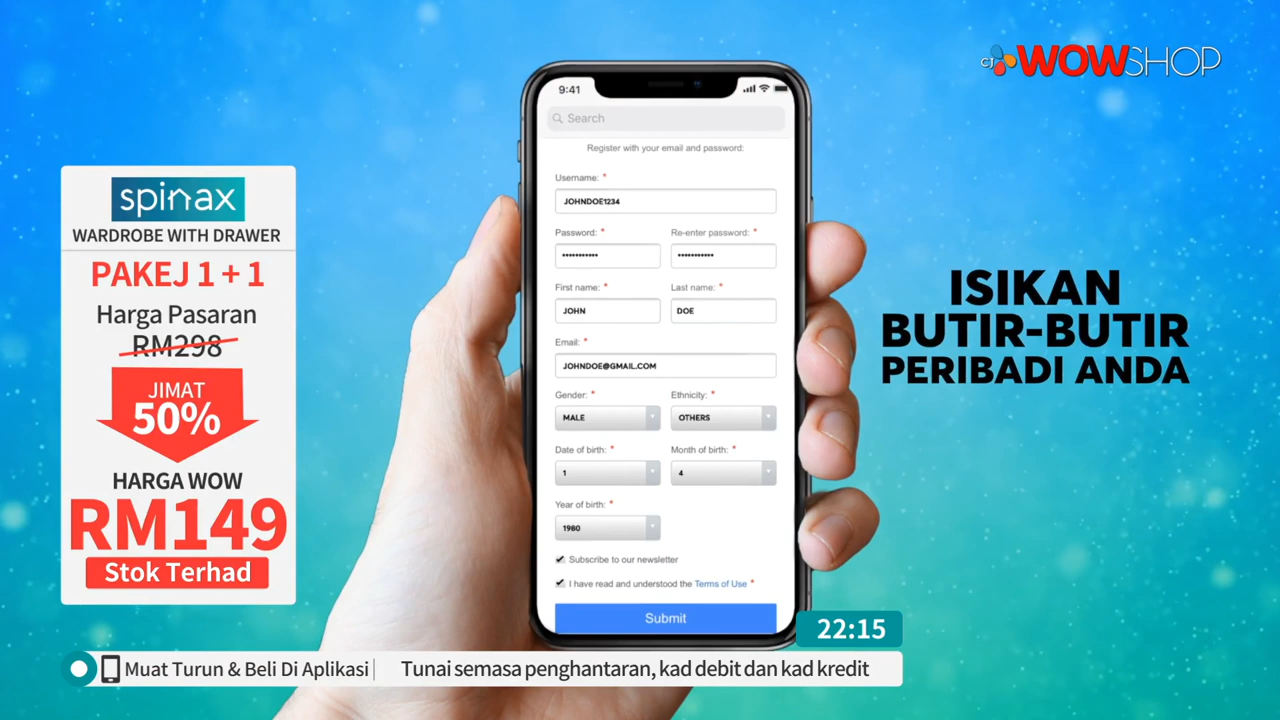 CJ WOWSHOP
spinax
WARDROBE WITH DRAWER
PAKEJ 1 + 1
Harga Pasaran
RM298
JIMAT
50%
HARGA WOW
RM149
Stok Terhad
9:41
Search
Register with your email and password:
Username: *
JOHNDOE1234
Password: * Re-enter password: *
*********** ***********
First name: * Last name: *
JOHN DOE
Email: *
JOHNDOE@GMAIL.COM
Gender: * Ethnicity: *
MALE OTHERS
Date of birth: * Month of birth: *
1 4
Year of birth: *
1980
Subscribe to our newsletter
I have read and understood the Terms of Use *
Submit
ISIKAN
BUTIR-BUTIR
PERIBADI ANDA
22:15
Muat Turun & Beli Di Aplikasi | Tunai semasa penghantaran, kad debit dan kad kredit